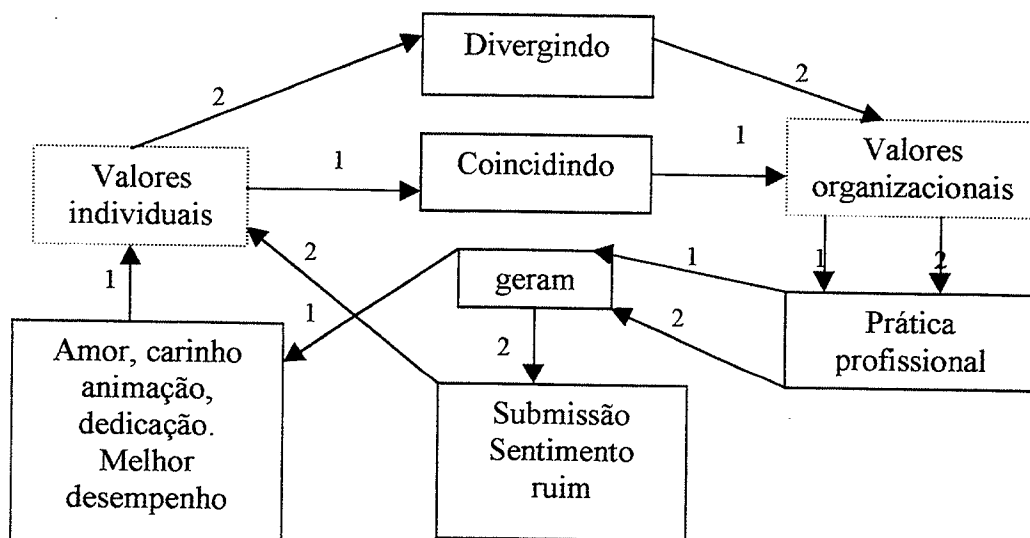 Divergindo
2
2
Valores
individuais
1
Coincidindo
1
Valores
organizacionais
1
2
2
1
geram
1
1
2
2
Prática
profissional
Amor, carinho
animação,
dedicação.
Melhor
desempenho
Submissão
Sentimento
ruim